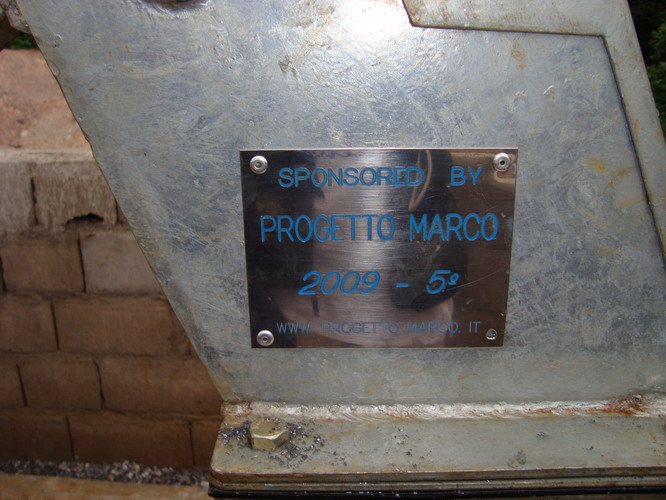 SPONSORED BY
PROGETTO MARCO
2009 - 5º
WWW.PROGETTO-MARCO.IT